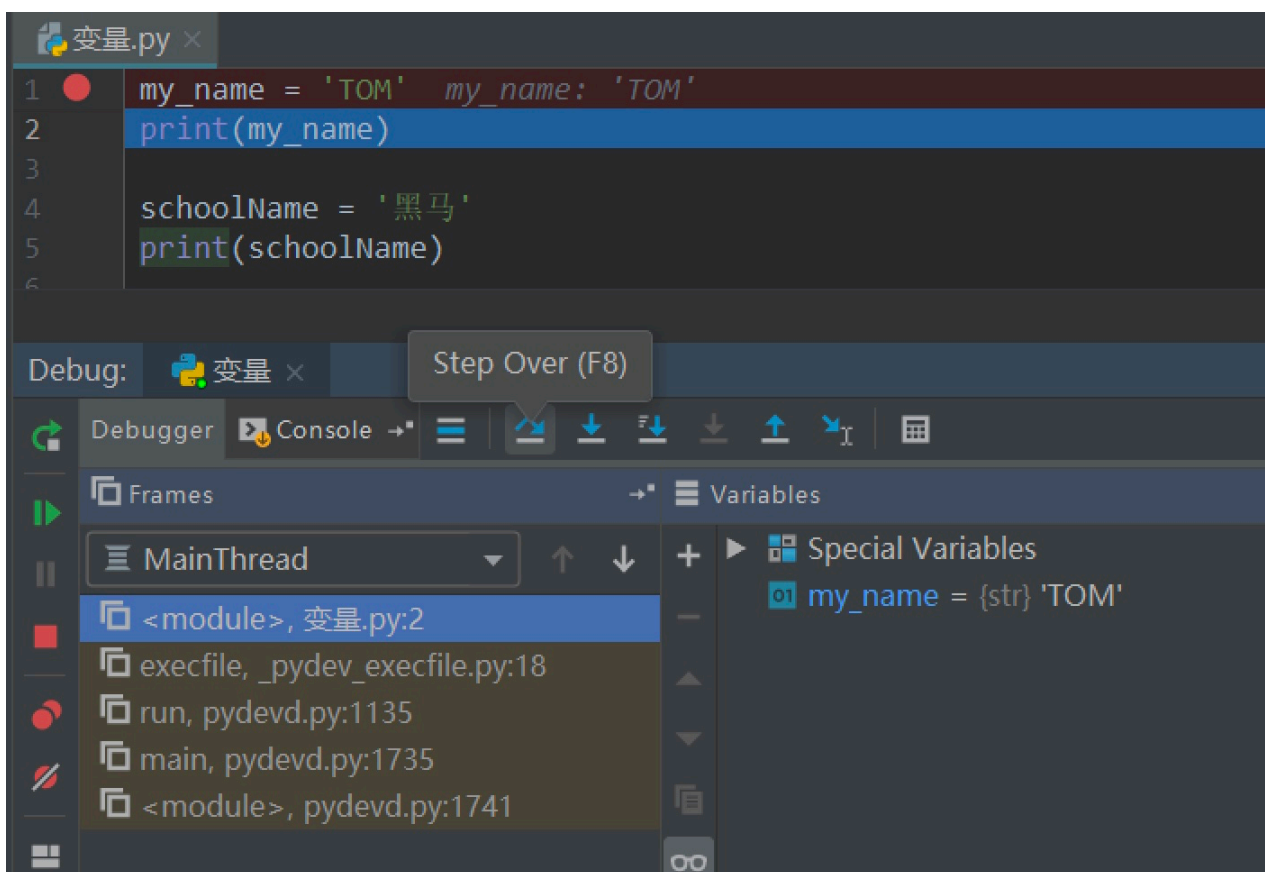 变量.py
1 my_name = 'TOM' my_name: 'TOM'
2 print(my_name)
3
4 schoolName = '黑马'
5 print(schoolName)
6
Step Over (F8)
Debug: 变量
Debugger Console
Frames
Variables
MainThread
<module>, 变量.py:2
execfile, _pydev_execfile.py:18
run, pydevd.py:1135
main, pydevd.py:1735
<module>, pydevd.py:1741
Special Variables
01 my_name = {str} 'TOM'